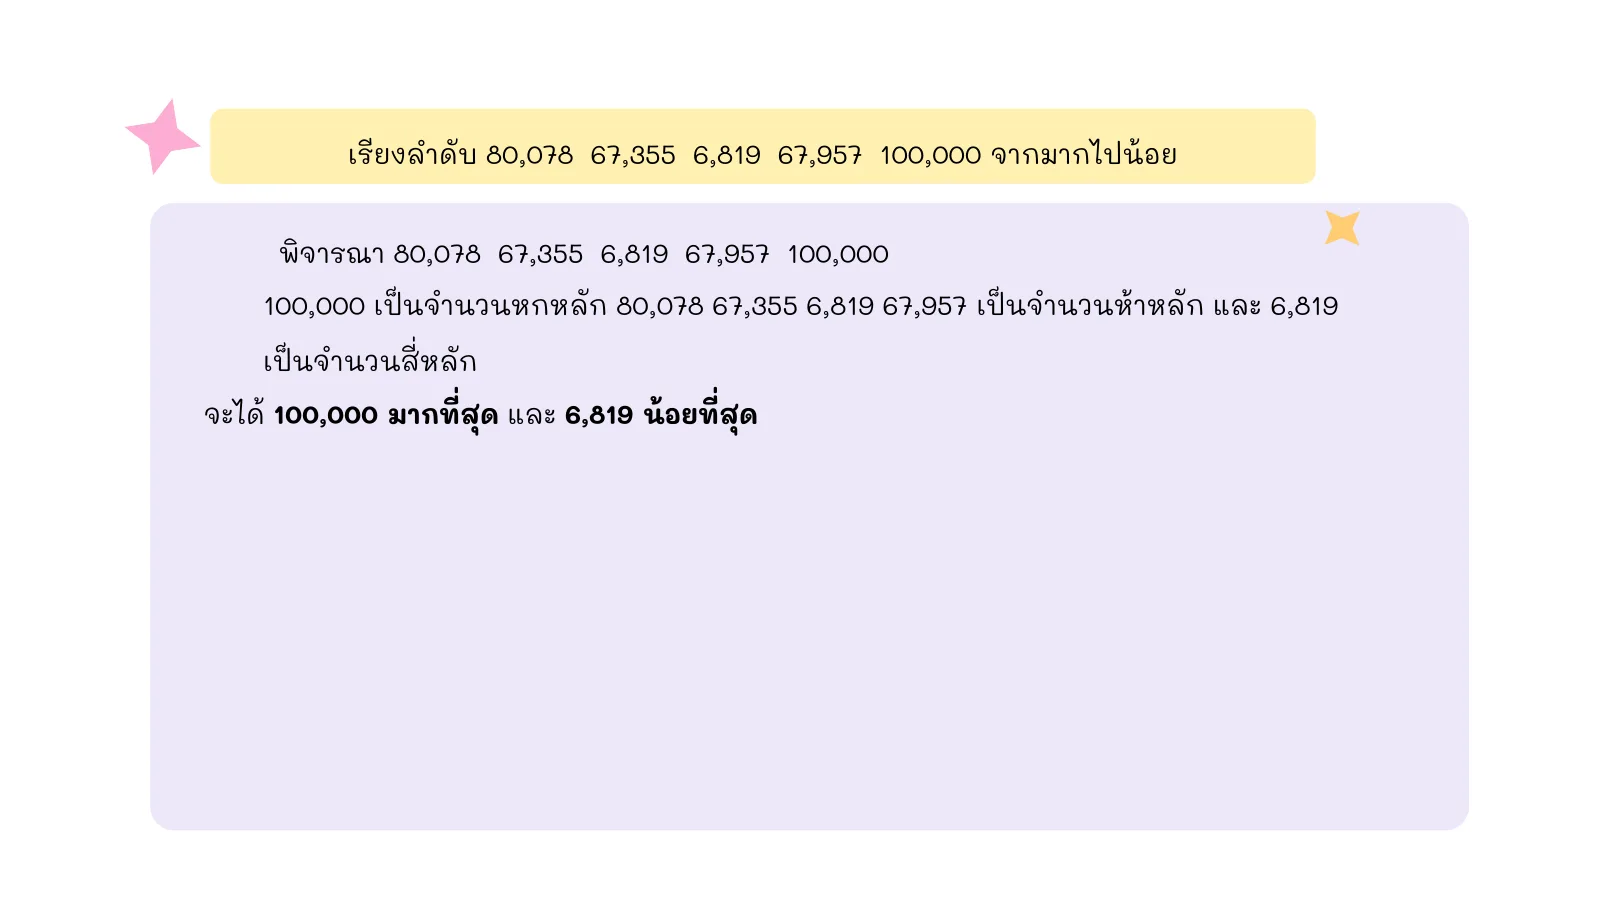 เรียงลำดับ 80,078 67,355 6,819 67,957 100,000 จากมากไปน้อย
พิจารณา 80,078 67,355 6,819 67,957 100,000
100,000 เป็นจำนวนหกหลัก 80,078 67,355 6,819 67,957 เป็นจำนวนห้าหลัก และ 6,819
เป็นจำนวนสี่หลัก
จะได้ 100,000 มากที่สุด และ 6,819 น้อยที่สุด